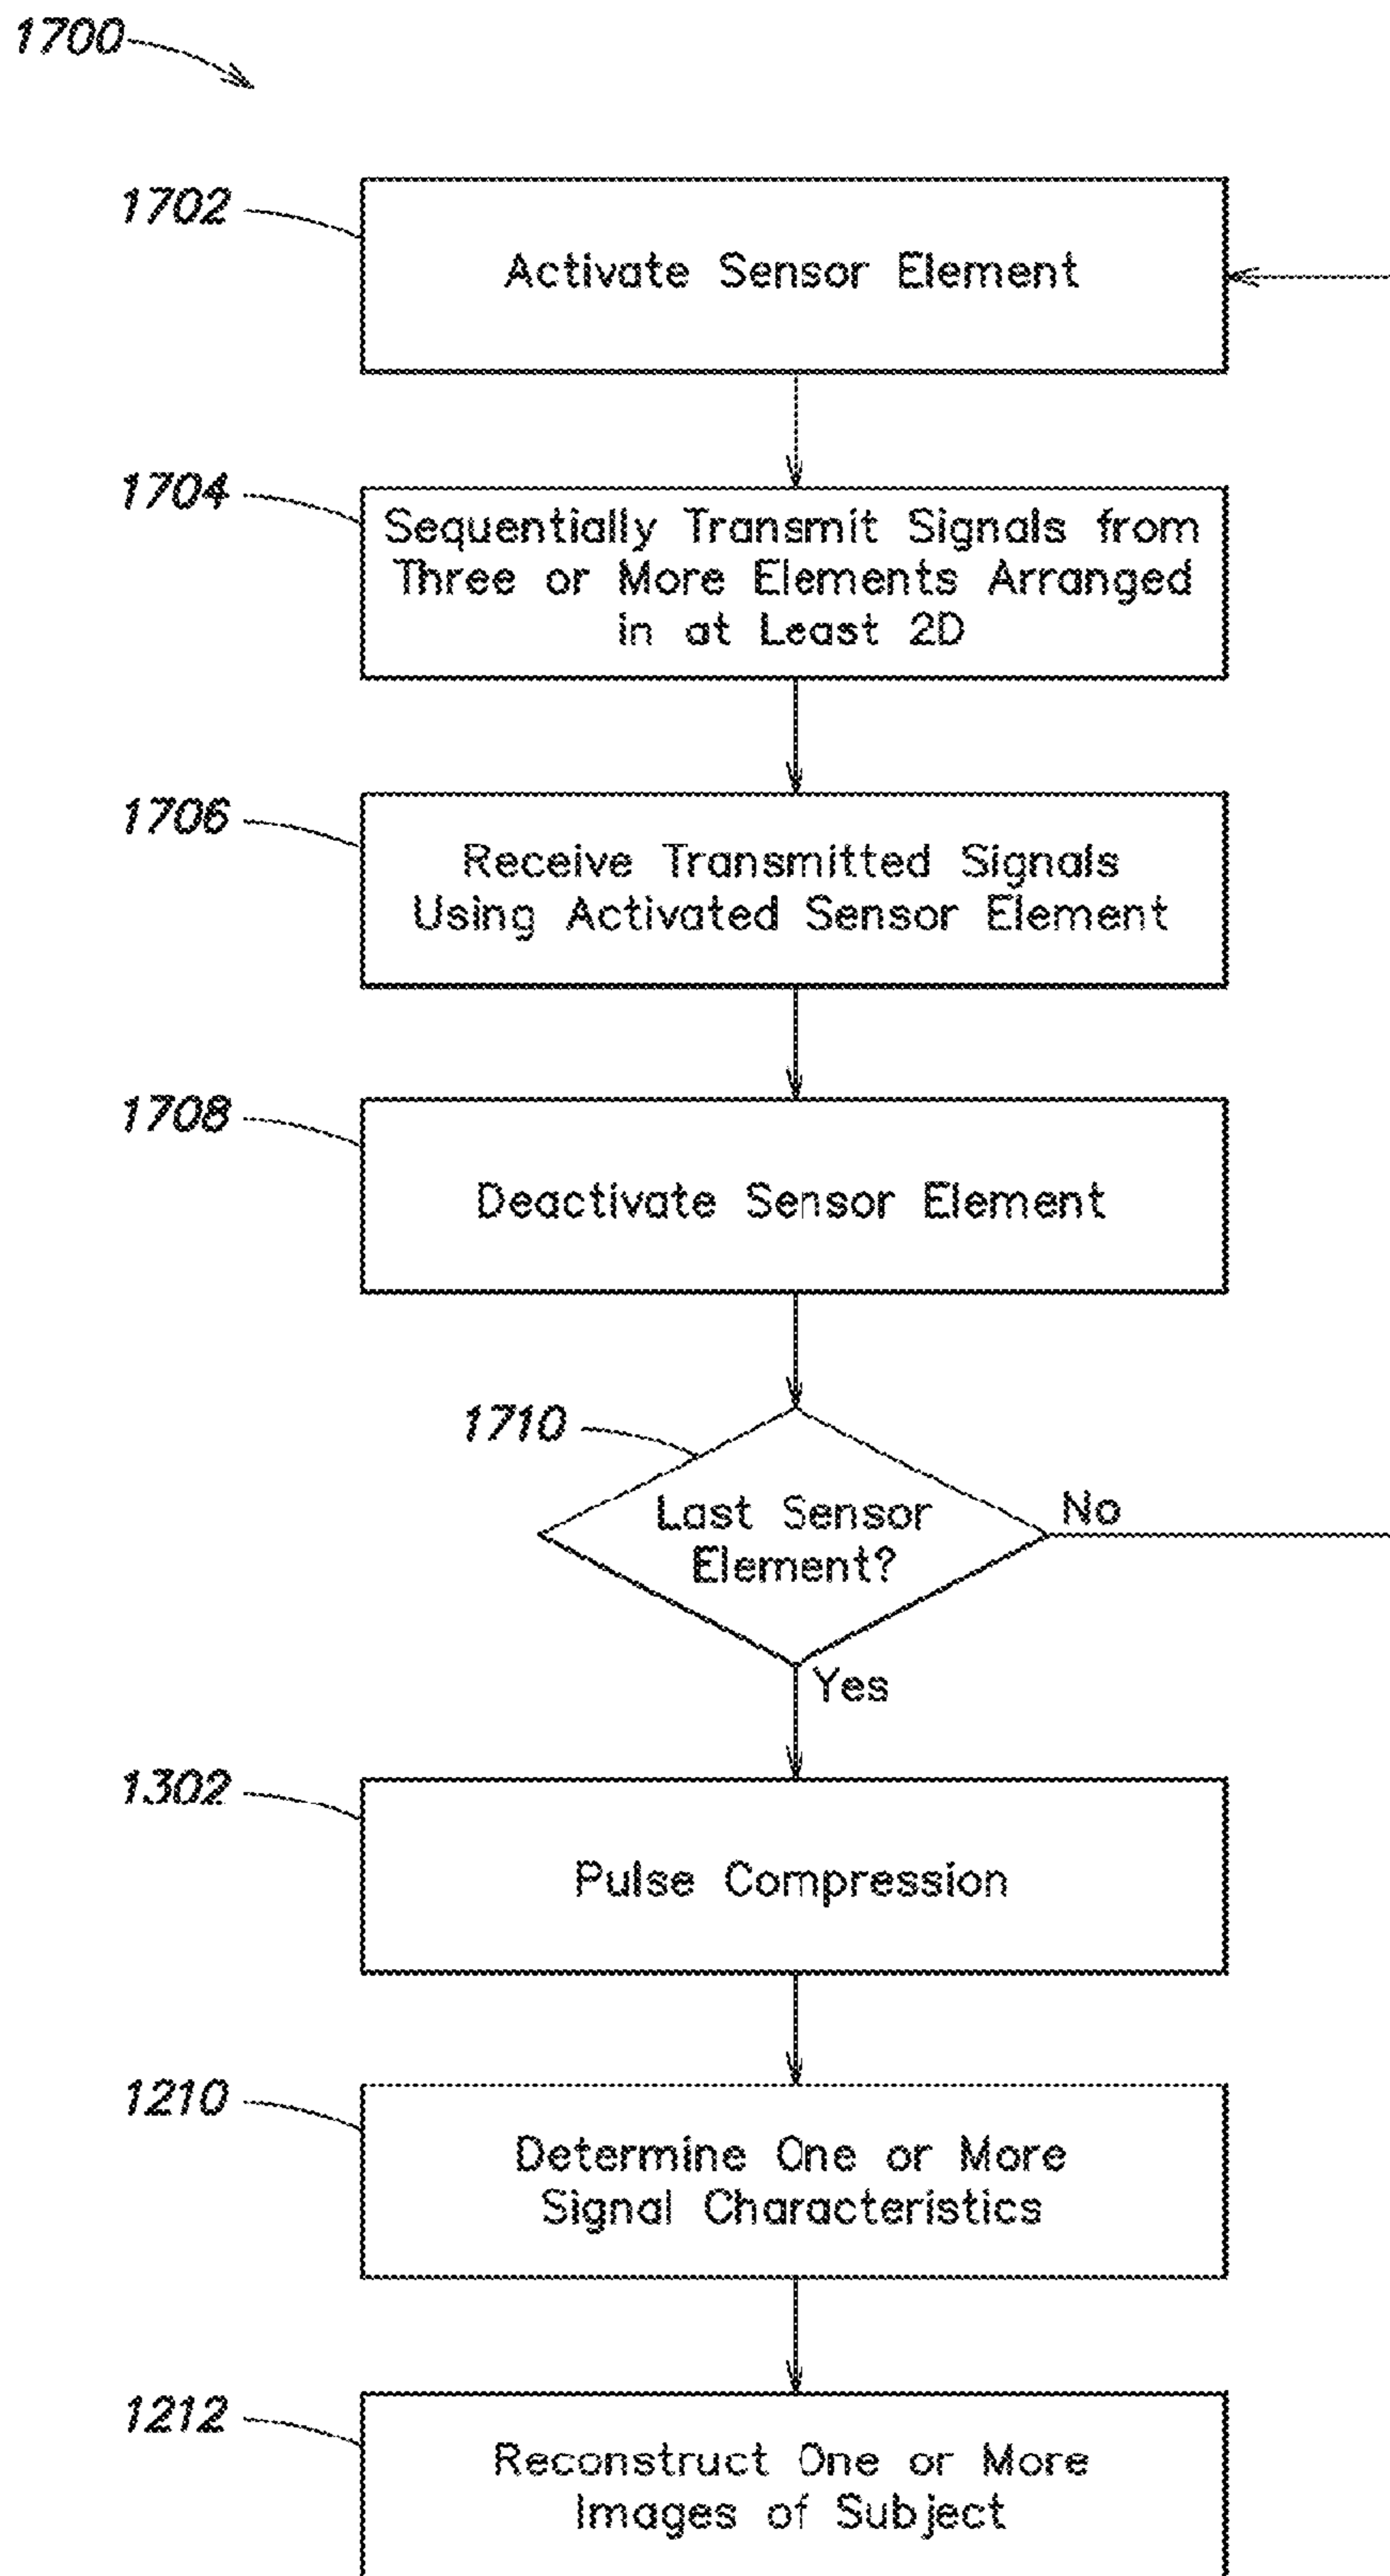 1700
1702
Activate Sensor Element
1704
Sequentially Transmit Signals from
Three or More Elements Arranged
in at Least 2D
1706
Receive Transmitted Signals
Using Activated Sensor Element
1708
Deactivate Sensor Element
1710
Last Sensor
Element?
No
Yes
1302
Pulse Compression
1210
Determine One or More
Signal Characteristics
1212
Reconstruct One or More
Images of Subject